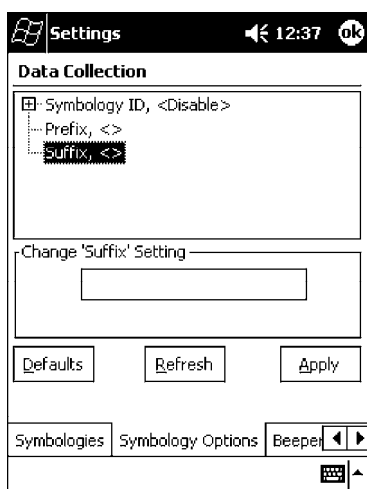 Settings 12:37 ok
Data Collection
Symbology ID, <Disable>
Prefix, <>
Suffix, <>
Change 'Suffix' Setting
Defaults Refresh Apply
Symbologies Symbology Options Beeper